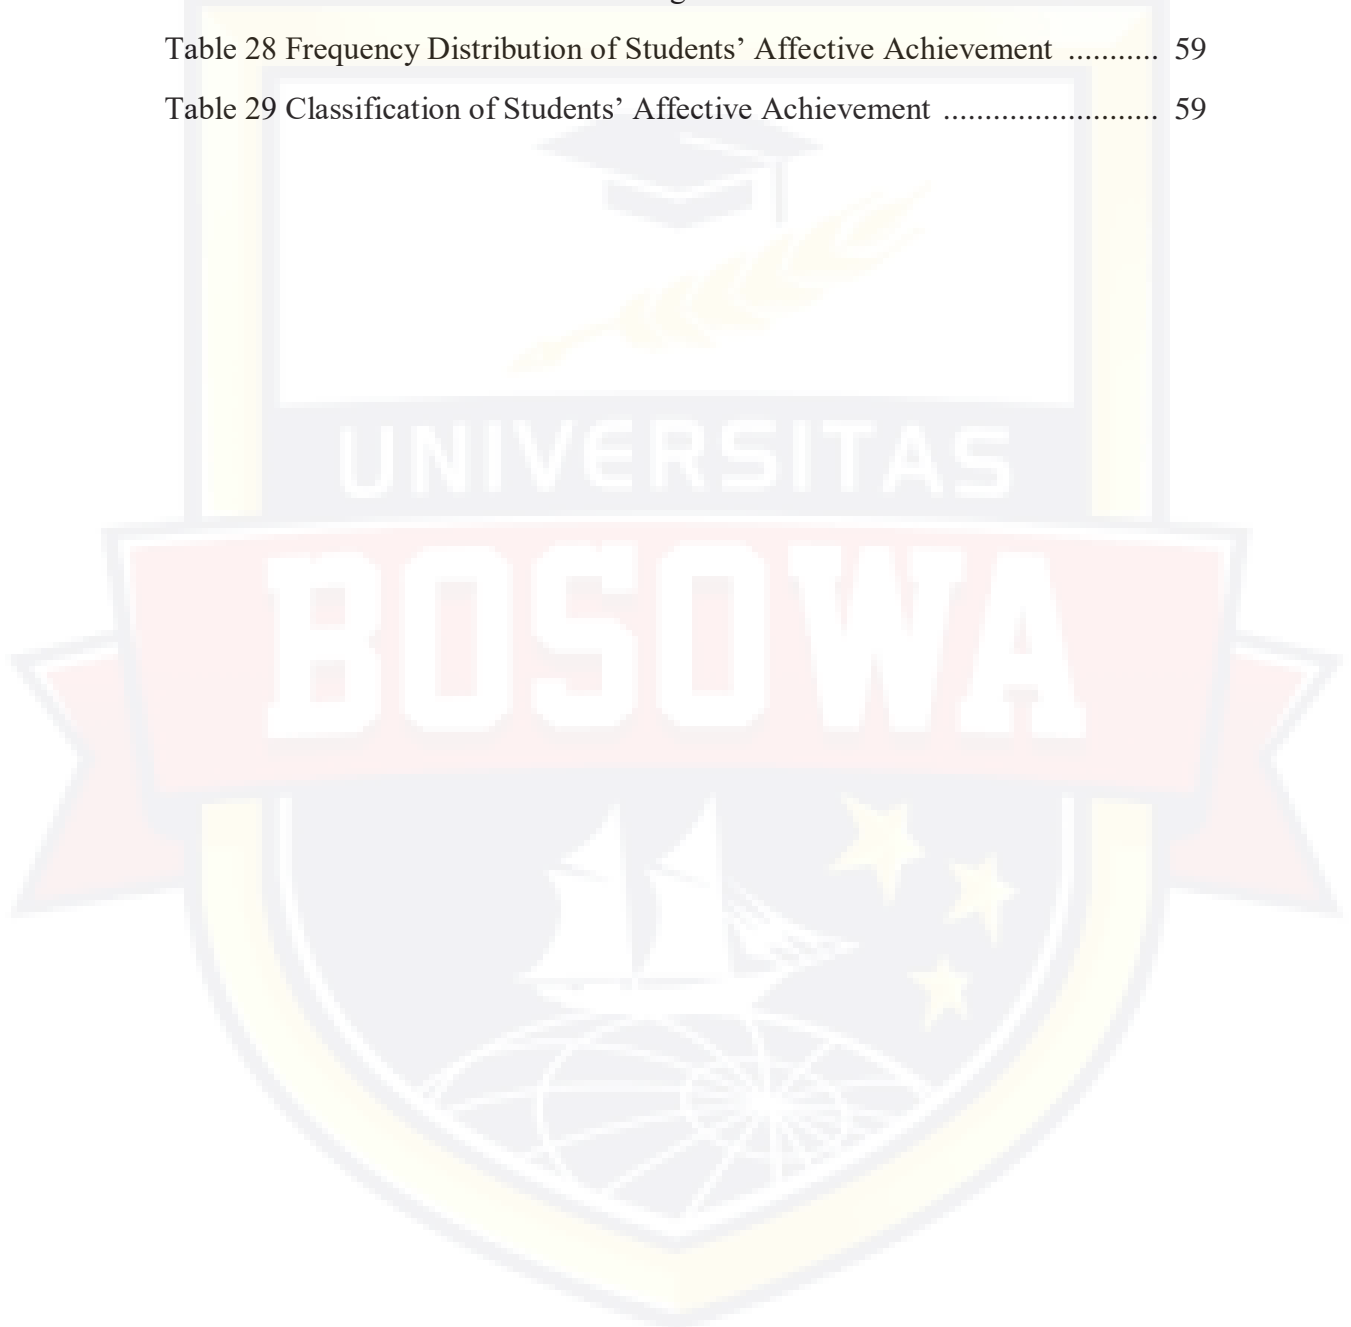 Table 28 Frequency Distribution of Students’ Affective Achievement ........... 59
Table 29 Classification of Students’ Affective Achievement .......................... 59
UNIVERSITAS
BOSOWA